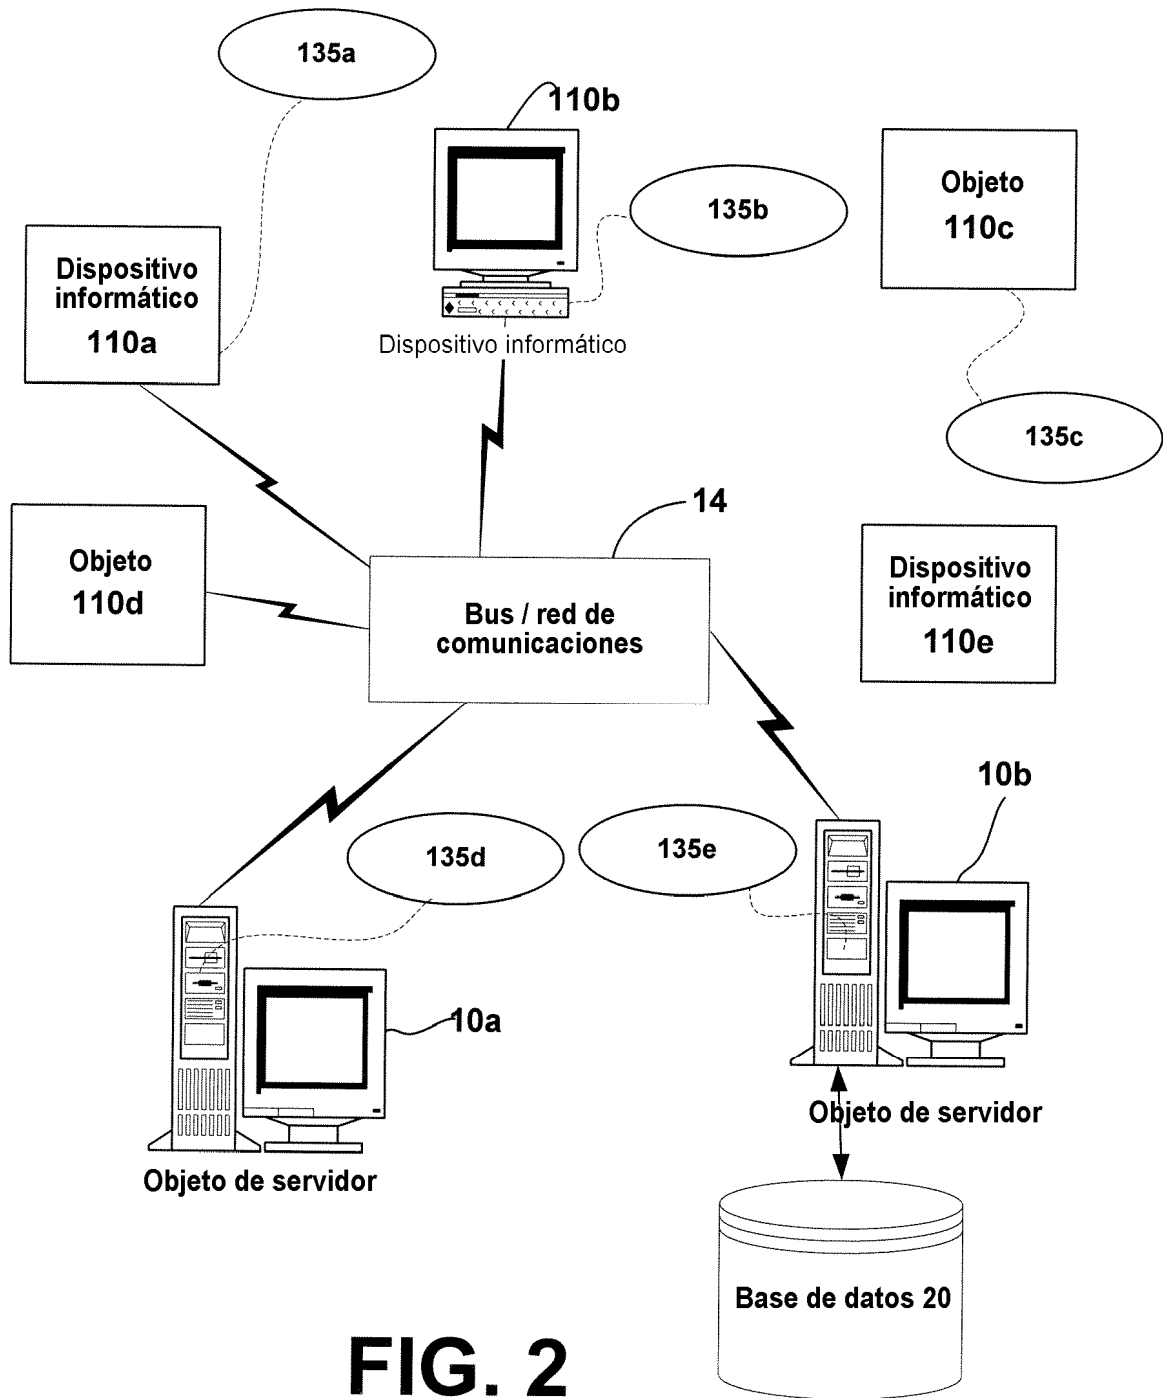 135a
110b
135b
Objeto
110c
Dispositivo
informático
110a
Dispositivo informático
135c
14
Objeto
110d
Bus / red de
comunicaciones
Dispositivo
informático
110e
10b
135d
135e
10a
Objeto de servidor
Objeto de servidor
Base de datos 20
FIG. 2